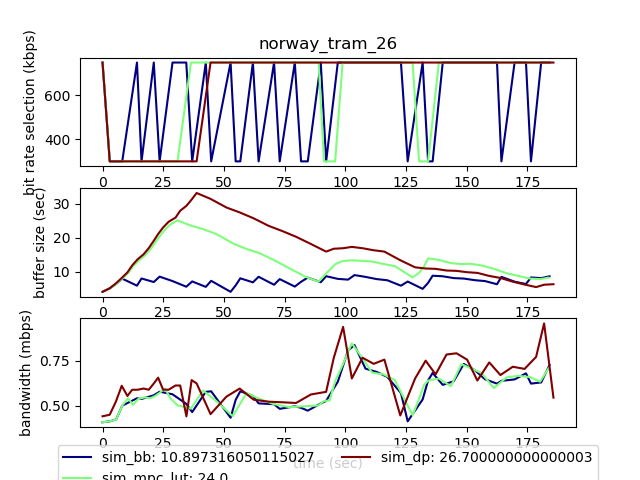 norway_tram_26
bit rate selection (kbps)
600
400
0 25 50 75 100 125 150 175
buffer size (sec)
30
20
10
0 25 50 75 100 125 150 175
bandwidth (mbps)
0.75
0.50
0 25 50 75 100 125 150 175
time (sec)
sim_bb: 10.897316050115027
sim_dp: 26.700000000000003
sim_mpc_lut: 24.0